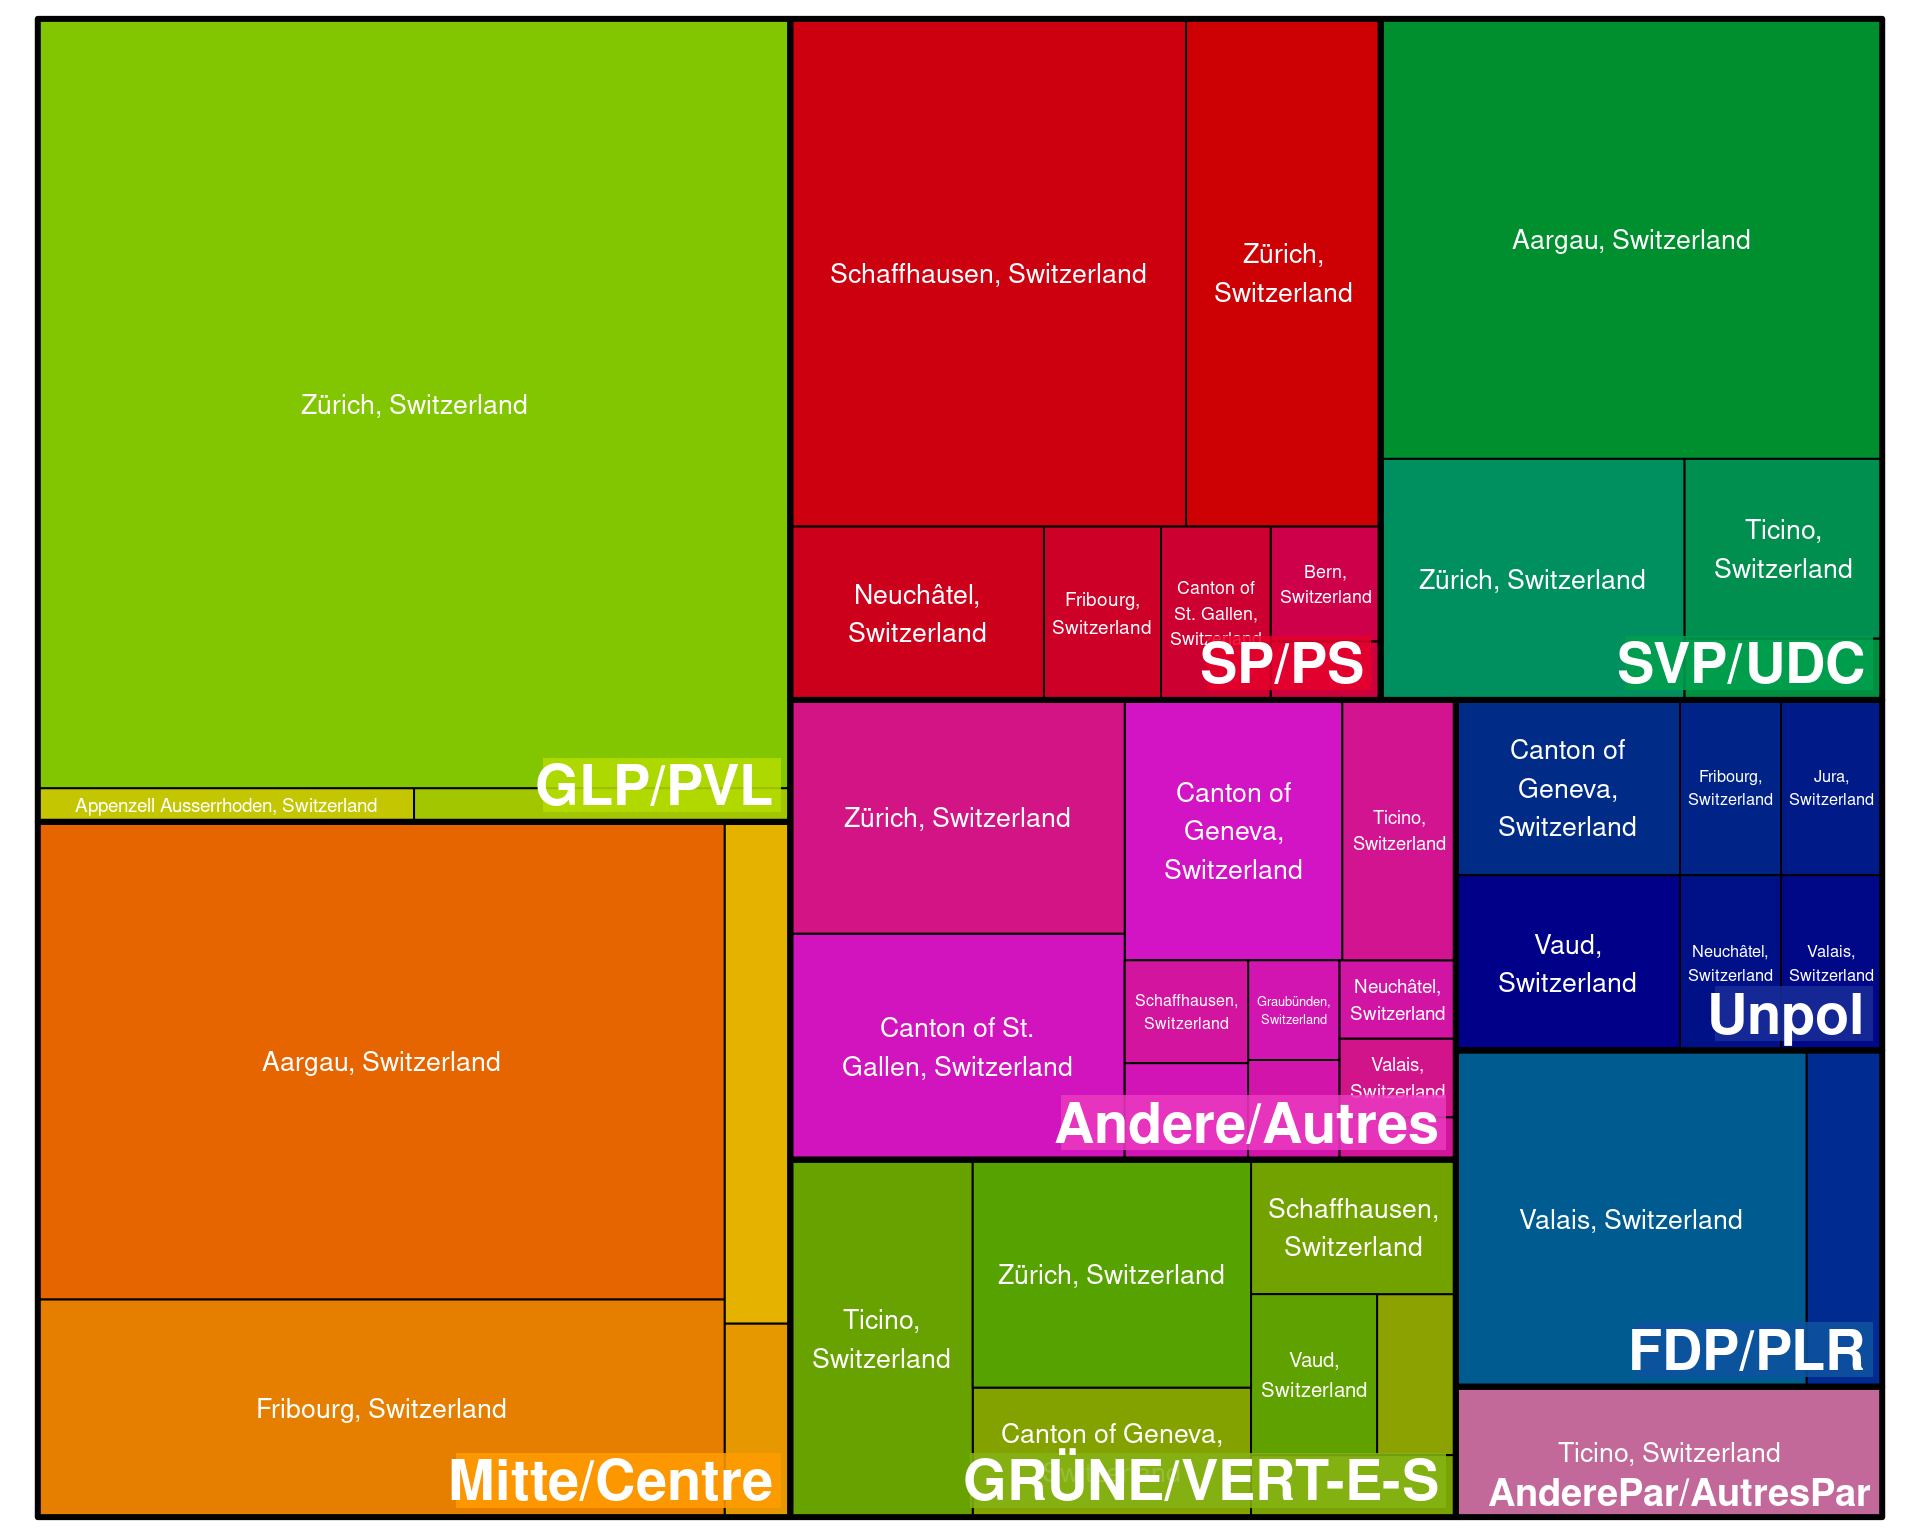 Zürich, Switzerland
GLP/PVL
Appenzell Ausserrhoden, Switzerland
Aargau, Switzerland
Fribourg, Switzerland
Mitte/Centre
Schaffhausen, Switzerland
Zürich,
Switzerland
Neuchâtel,
Switzerland
Fribourg,
Switzerland
Canton of
St. Gallen,
Switzerland
Bern,
Switzerland
SP/PS
Aargau, Switzerland
Zürich, Switzerland
Ticino,
Switzerland
SVP/UDC
Zürich, Switzerland
Canton of
Geneva,
Switzerland
Ticino,
Switzerland
Canton of St.
Gallen, Switzerland
Schaffhausen,
Switzerland
Graubünden,
Switzerland
Neuchâtel,
Switzerland
Valais,
Switzerland
Andere/Autres
Canton of
Geneva,
Switzerland
Fribourg,
Switzerland
Jura,
Switzerland
Vaud,
Switzerland
Neuchâtel,
Switzerland
Valais,
Switzerland
Unpol
Ticino,
Switzerland
Zürich, Switzerland
Schaffhausen,
Switzerland
Vaud,
Switzerland
Canton of Geneva,
GRÜNE/VERT-E-S
Valais, Switzerland
FDP/PLR
Ticino, Switzerland
AnderePar/AutresPar